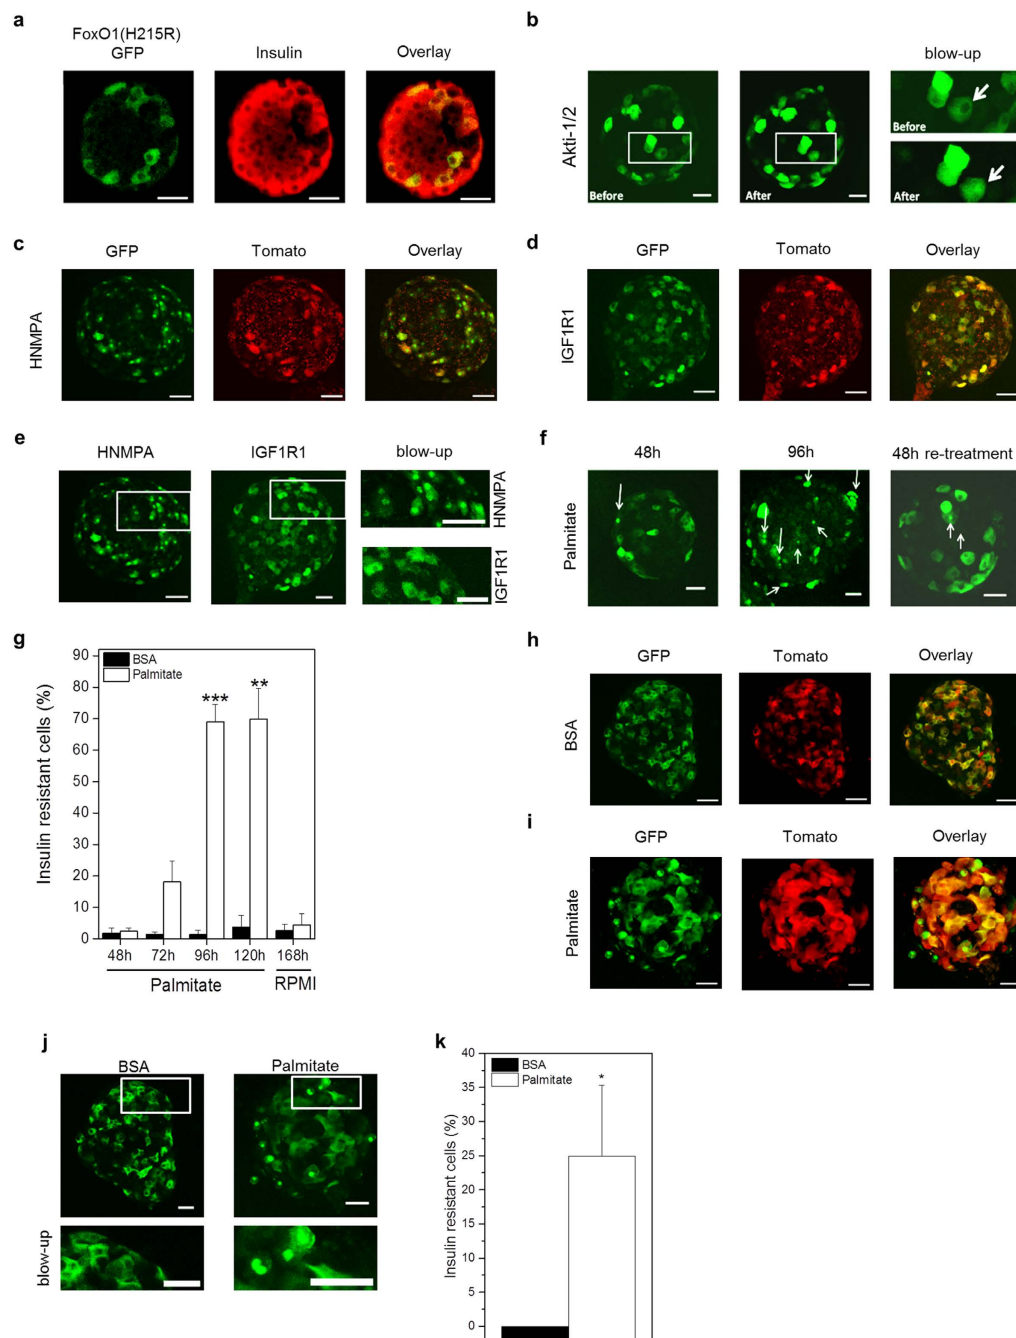 a
FoxO1(H215R)
GFP
Insulin
Overlay
b
blow-up
Akti-1/2
Before
After
Before
After
c
GFP
Tomato
Overlay
HNMPA
d
GFP
Tomato
Overlay
IGF1R1
e
HNMPA
IGF1R1
blow-up
HNMPA
IGF1R1
f
48h
96h
48h re-treatment
Palmitate
g
BSA
Palmitate
Insulin resistant cells (%)
90
80
70
60
50
40
30
20
10
0
***
**
48h 72h 96h 120h 168h
Palmitate RPMI
h
GFP
Tomato
Overlay
BSA
i
GFP
Tomato
Overlay
Palmitate
j
BSA
Palmitate
blow-up
k
BSA
Palmitate
Insulin resistant cells (%)
40
35
30
25
20
15
10
5
0
*